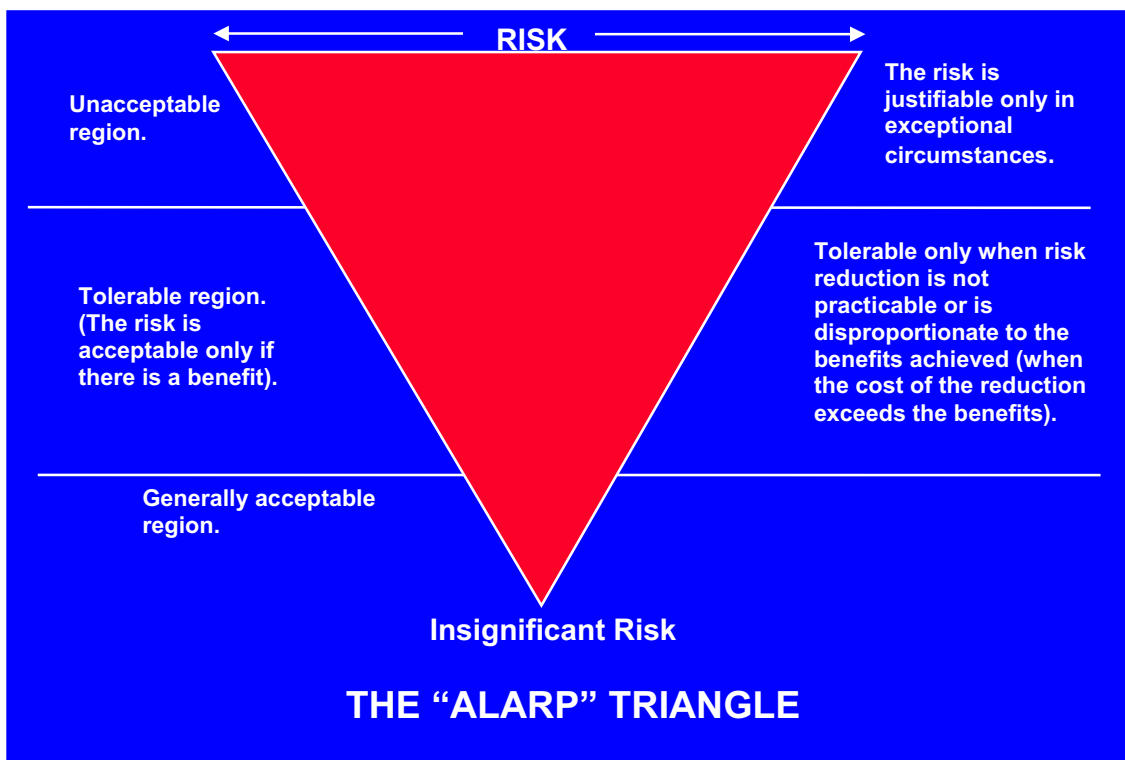 RISK
Unacceptable
region.
The risk is
justifiable only in
exceptional
circumstances.
Tolerable region.
(The risk is
acceptable only if
there is a benefit).
Tolerable only when risk
reduction is not
practicable or is
disproportionate to the
benefits achieved (when
the cost of the reduction
exceeds the benefits).
Generally acceptable
region.
Insignificant Risk
THE “ALARP” TRIANGLE